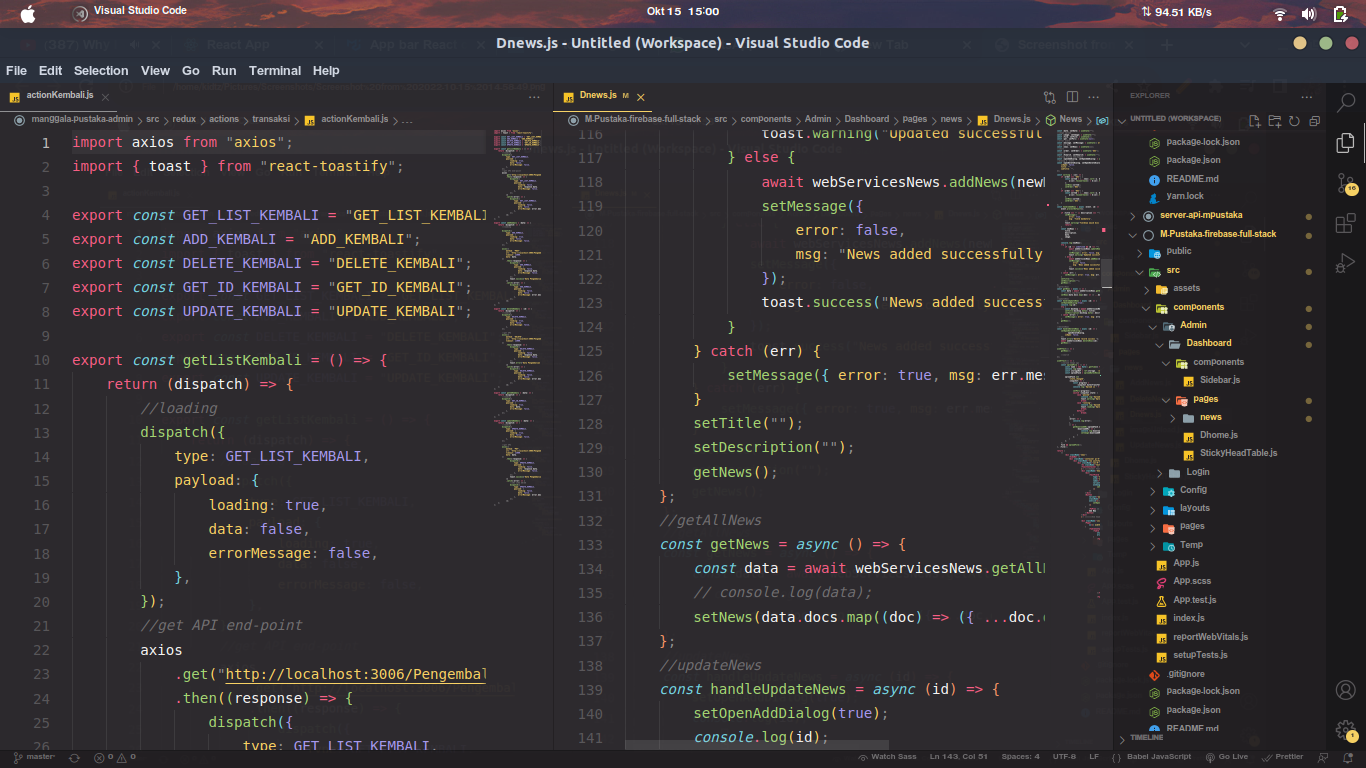 Visual Studio Code
Okt 15 15:00
94.51 KB/s
Dnews.js - Untitled (Workspace) - Visual Studio Code
File Edit Selection View Go Run Terminal Help
actionKembali.js
manggala-pustaka-admin > src > redux > actions > transaksi > actionKembali.js > ...
1 import axios from "axios";
2 import { toast } from "react-toastify";
3
4 export const GET_LIST_KEMBALI = "GET_LIST_KEMBALI
5 export const ADD_KEMBALI = "ADD_KEMBALI";
6 export const DELETE_KEMBALI = "DELETE_KEMBALI";
7 export const GET_ID_KEMBALI = "GET_ID_KEMBALI";
8 export const UPDATE_KEMBALI = "UPDATE_KEMBALI";
9
10 export const getListKembali = () => {
11 return (dispatch) => {
12 //loading
13 dispatch({
14 type: GET_LIST_KEMBALI,
15 payload: {
16 loading: true,
17 data: false,
18 errorMessage: false,
19 },
20 });
21 //get API end-point
22 axios
23 .get("http://localhost:3006/Pengembal
24 .then((response) => {
25 dispatch({
26 type: GET_LIST_KEMBALI,
Dnews.js M
M-Pustaka-firebase-full-stack > src > components > Admin > Dashboard > pages > news > Dnews.js > News >
116 toast.warning("Updated successful
117 } else {
118 await webServicesNews.addNews(newN
119 setMessage({
120 error: false,
121 msg: "News added successfully
122 });
123 toast.success("News added success
124 }
125 } catch (err) {
126 setMessage({ error: true, msg: err.me
127 }
128 setTitle("");
129 setDescription("");
130 getNews();
131 };
132 //getAllNews
133 const getNews = async () => {
134 const data = await webServicesNews.getAllN
135 // console.log(data);
136 setNews(data.docs.map((doc) => ({ ...doc.
137 };
138 //updateNews
139 const handleUpdateNews = async (id) => {
140 setOpenAddDialog(true);
141 console.log(id);
EXPLORER
UNTITLED (WORKSPACE)
package-lock.json
package.json
README.md
yarn.lock
server-api-mpustaka
M-Pustaka-firebase-full-stack
public
src
assets
components
Admin
Dashboard
components
Sidebar.js
pages
news
Dhome.js
StickyHeadTable.js
Login
Config
layouts
pages
Temp
App.js
App.scss
App.test.js
index.js
reportWebVitals.js
setupTests.js
.gitignore
package-lock.json
package.json
README.md
TIMELINE
16
1
master* 0 0 Watch Sass Ln 143, Col 51 Spaces: 4 UTF-8 LF { } Babel JavaScript Go Live Prettier